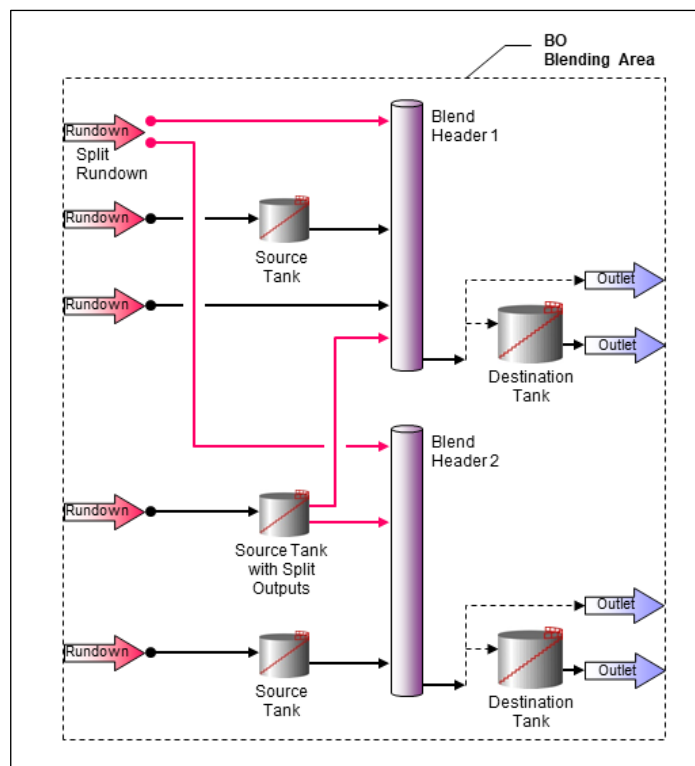 BO
Blending Area
Rundown
Split
Rundown
Blend
Header 1
Rundown
Source
Tank
Rundown
Outlet
Outlet
Destination
Tank
Blend
Header 2
Rundown
Source Tank
with Split
Outputs
Rundown
Source
Tank
Outlet
Outlet
Destination
Tank